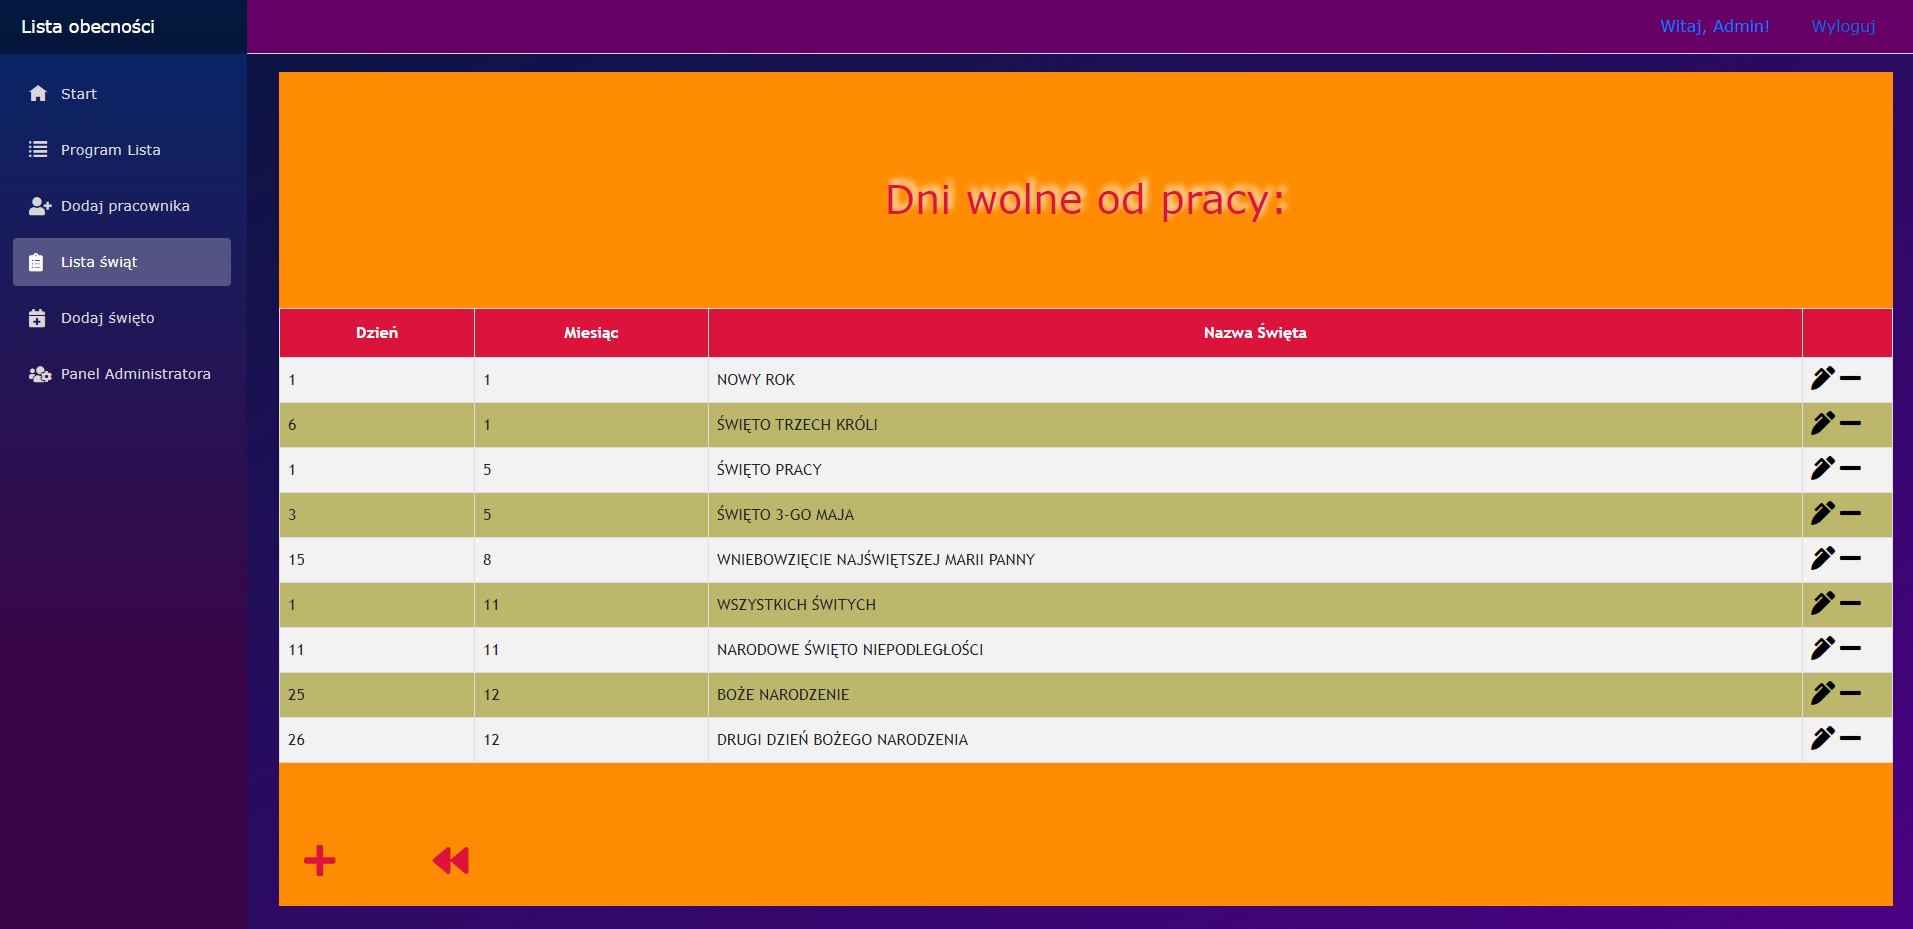 Lista obecności
Witaj, Admin! Wyloguj
Start
Program Lista
Dodaj pracownika
Lista świąt
Dodaj święto
Panel Administratora
Dni wolne od pracy:
Dzień Miesiąc Nazwa Święta
1 1 NOWY ROK
6 1 ŚWIĘTO TRZECH KRÓLI
1 5 ŚWIĘTO PRACY
3 5 ŚWIĘTO 3-GO MAJA
15 8 WNIEBOWZIĘCIE NAJŚWIĘTSZEJ MARII PANNY
1 11 WSZYSTKICH ŚWITYCH
11 11 NARODOWE ŚWIĘTO NIEPODLEGŁOŚCI
25 12 BOŻE NARODZENIE
26 12 DRUGI DZIEŃ BOŻEGO NARODZENIA